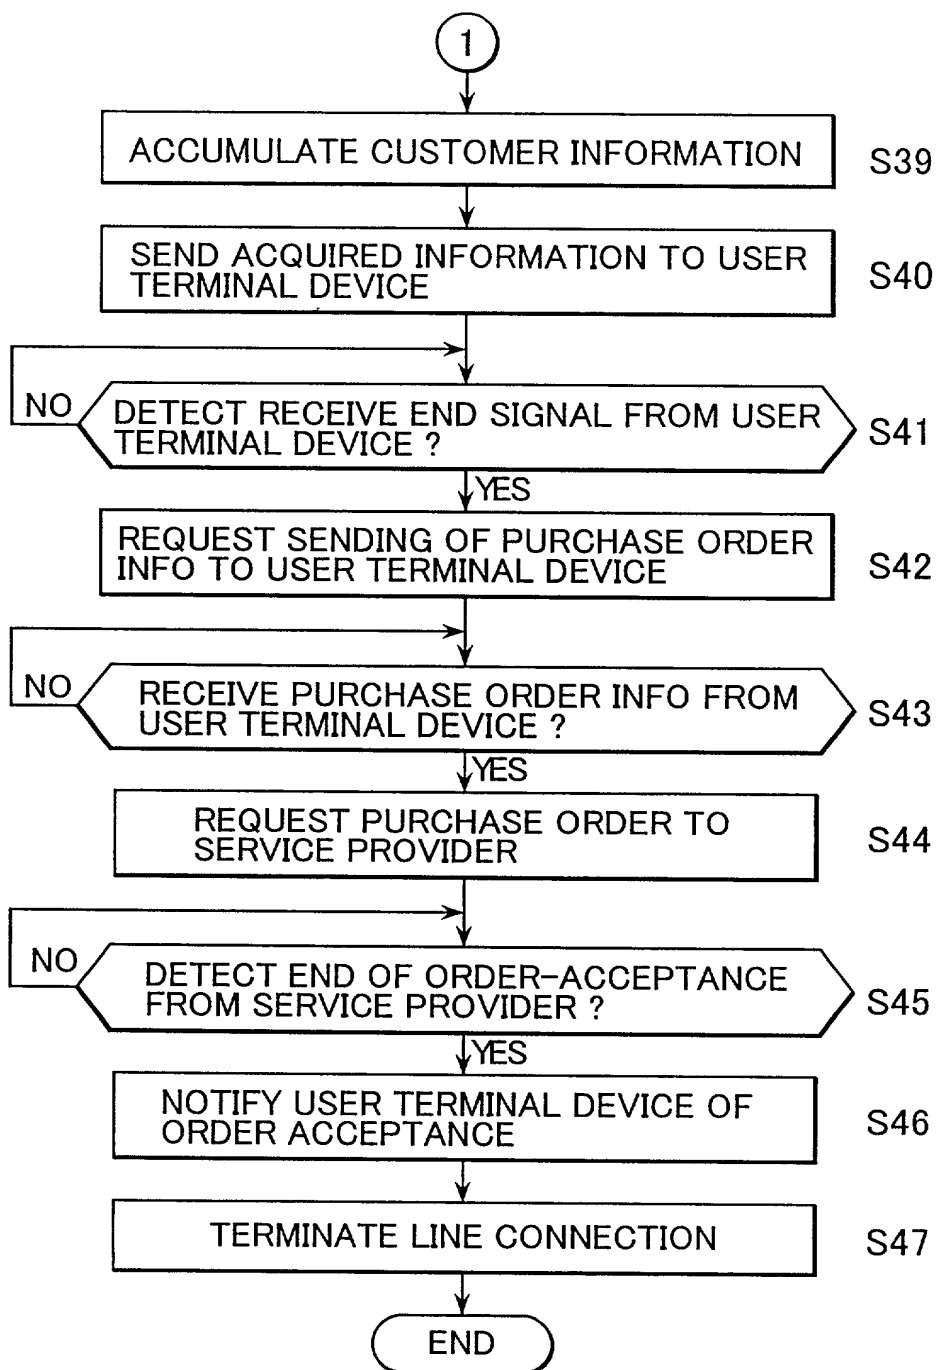 1
ACCUMULATE CUSTOMER INFORMATION
S39
SEND ACQUIRED INFORMATION TO USER
TERMINAL DEVICE
S40
NO
DETECT RECEIVE END SIGNAL FROM USER
TERMINAL DEVICE ?
S41
YES
REQUEST SENDING OF PURCHASE ORDER
INFO TO USER TERMINAL DEVICE
S42
NO
RECEIVE PURCHASE ORDER INFO FROM
USER TERMINAL DEVICE ?
S43
YES
REQUEST PURCHASE ORDER TO
SERVICE PROVIDER
S44
NO
DETECT END OF ORDER-ACCEPTANCE
FROM SERVICE PROVIDER ?
S45
YES
NOTIFY USER TERMINAL DEVICE OF
ORDER ACCEPTANCE
S46
TERMINATE LINE CONNECTION
S47
END